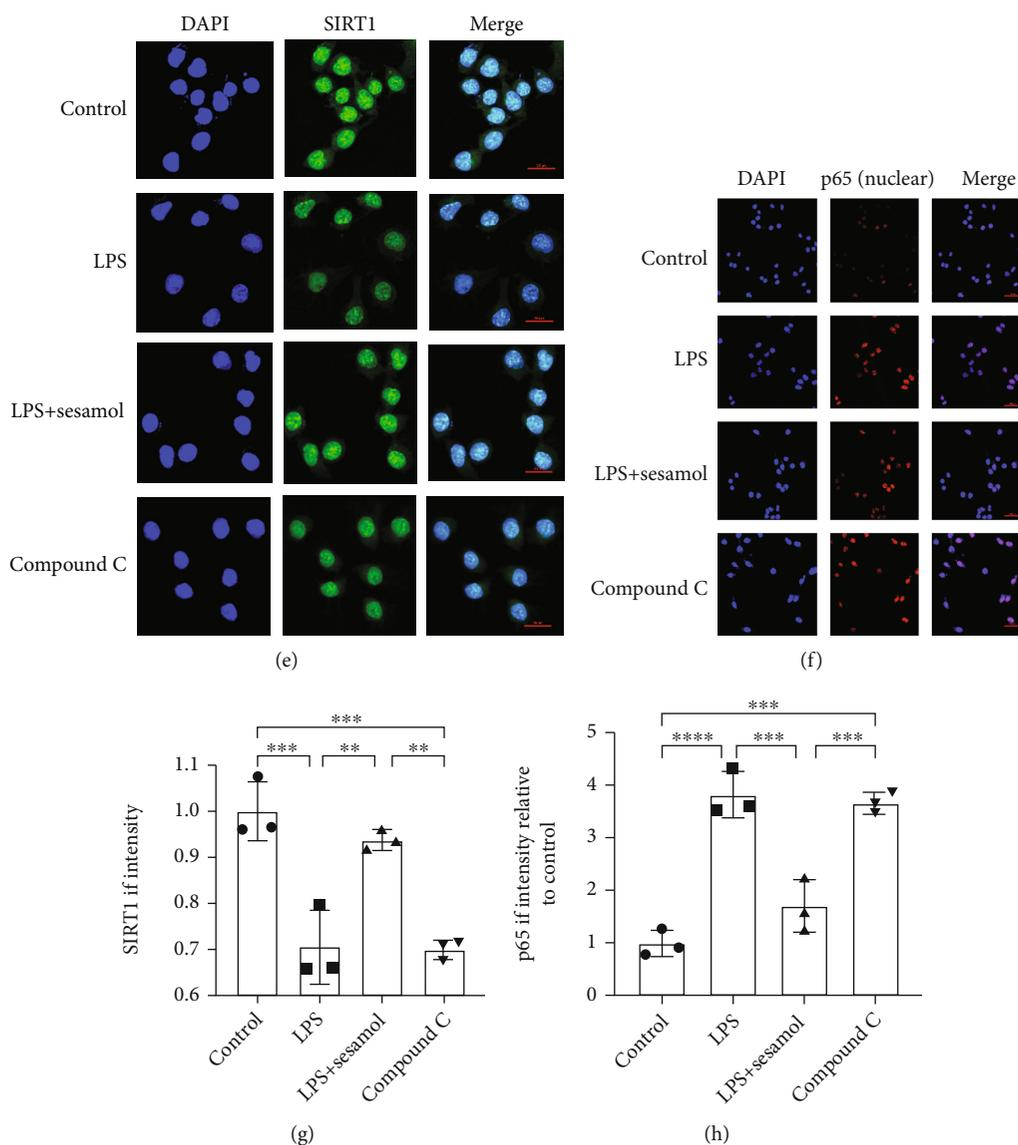 DAPI SIRT1 Merge
Control
LPS
LPS+sesamol
Compound C
(e)
DAPI p65 (nuclear) Merge
Control
LPS
LPS+sesamol
Compound C
(f)
SIRT1 if intensity
1.1
1.0
0.9
0.8
0.7
0.6
***
*** ** **
Control LPS LPS+sesamol Compound C
(g)
p65 if intensity relative
to control
5
4
3
2
1
0
***
**** *** ***
Control LPS LPS+sesamol Compound C
(h)